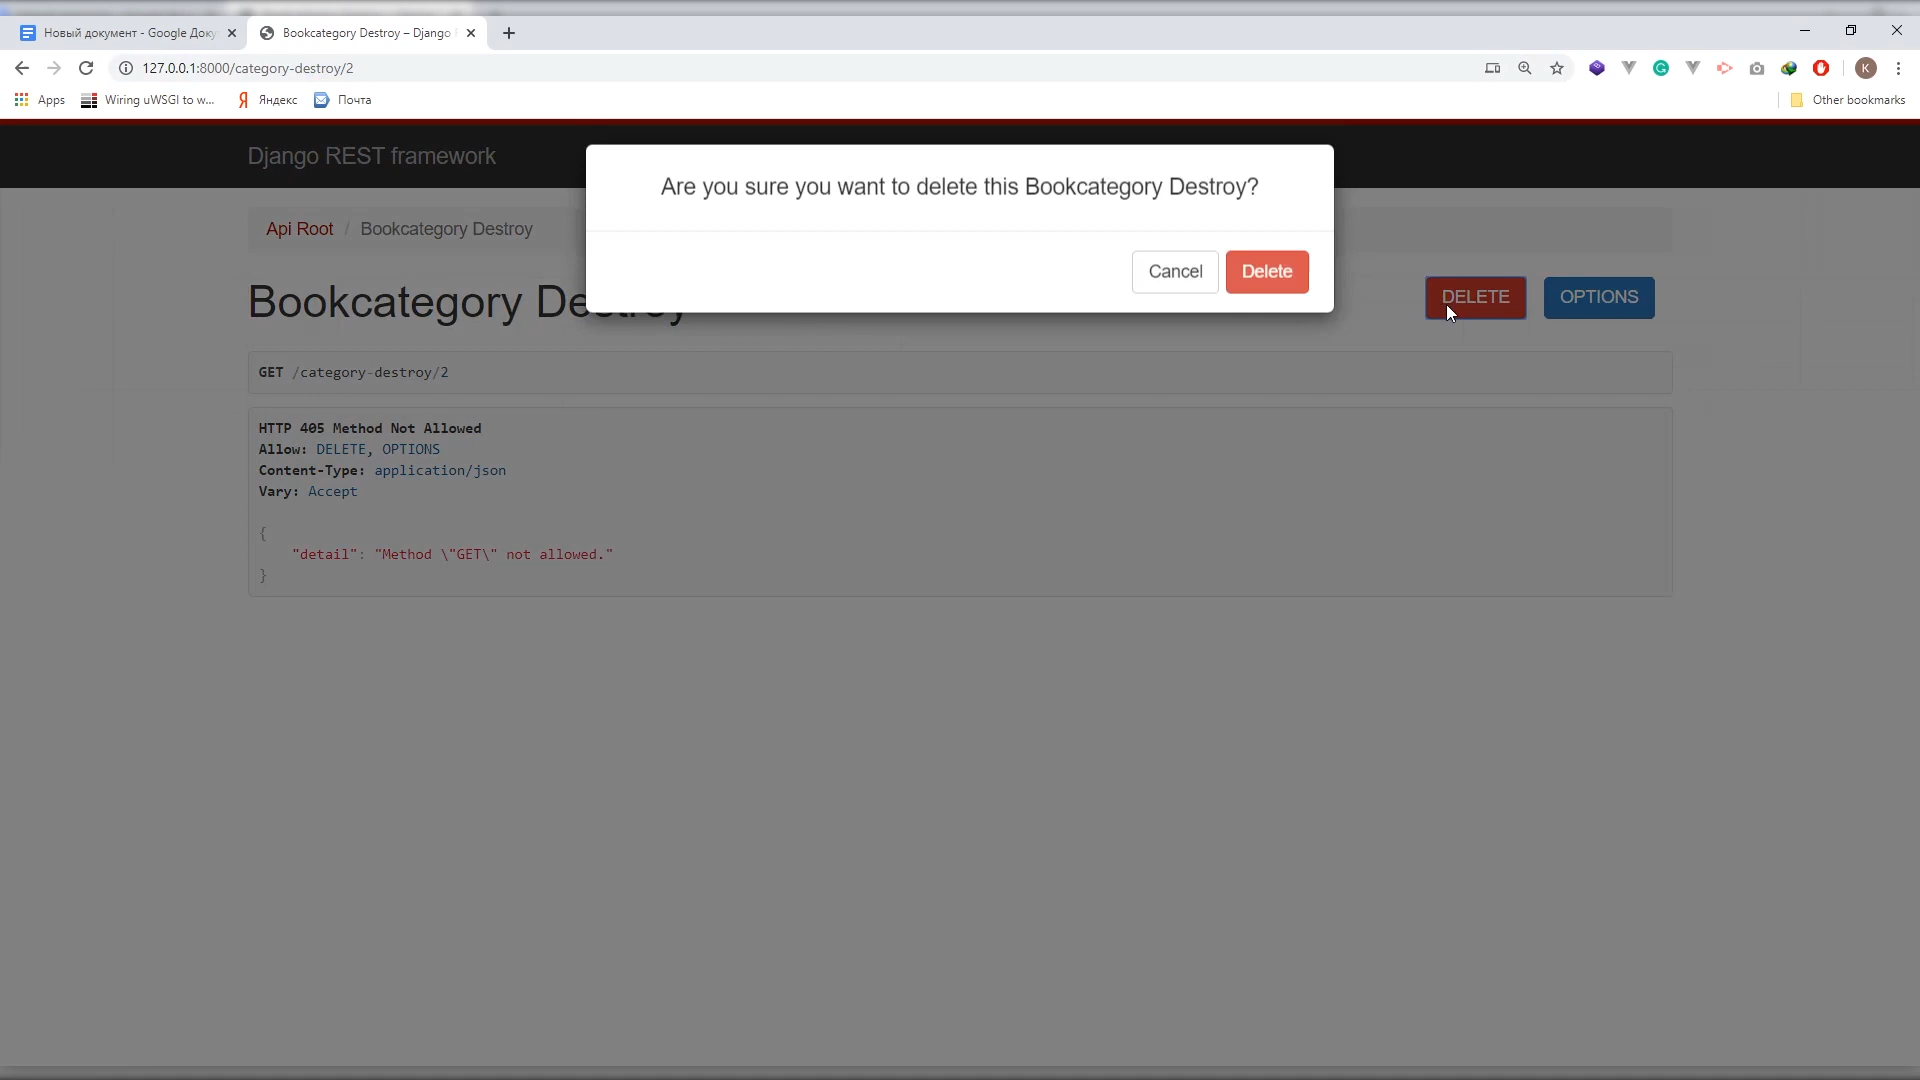 Новый документ - Google Доку
Bookcategory Destroy – Django
127.0.0.1:8000/category-destroy/2
K
Apps
Wiring uWSGI to w...
Яндекс
Почта
Other bookmarks
Django REST framework
Are you sure you want to delete this Bookcategory Destroy?
Cancel
Delete
Api Root / Bookcategory Destroy
Bookcategory Destroy
DELETE
OPTIONS
GET /category-destroy/2
HTTP 405 Method Not Allowed
Allow: DELETE, OPTIONS
Content-Type: application/json
Vary: Accept
{
"detail": "Method \"GET\" not allowed."
}